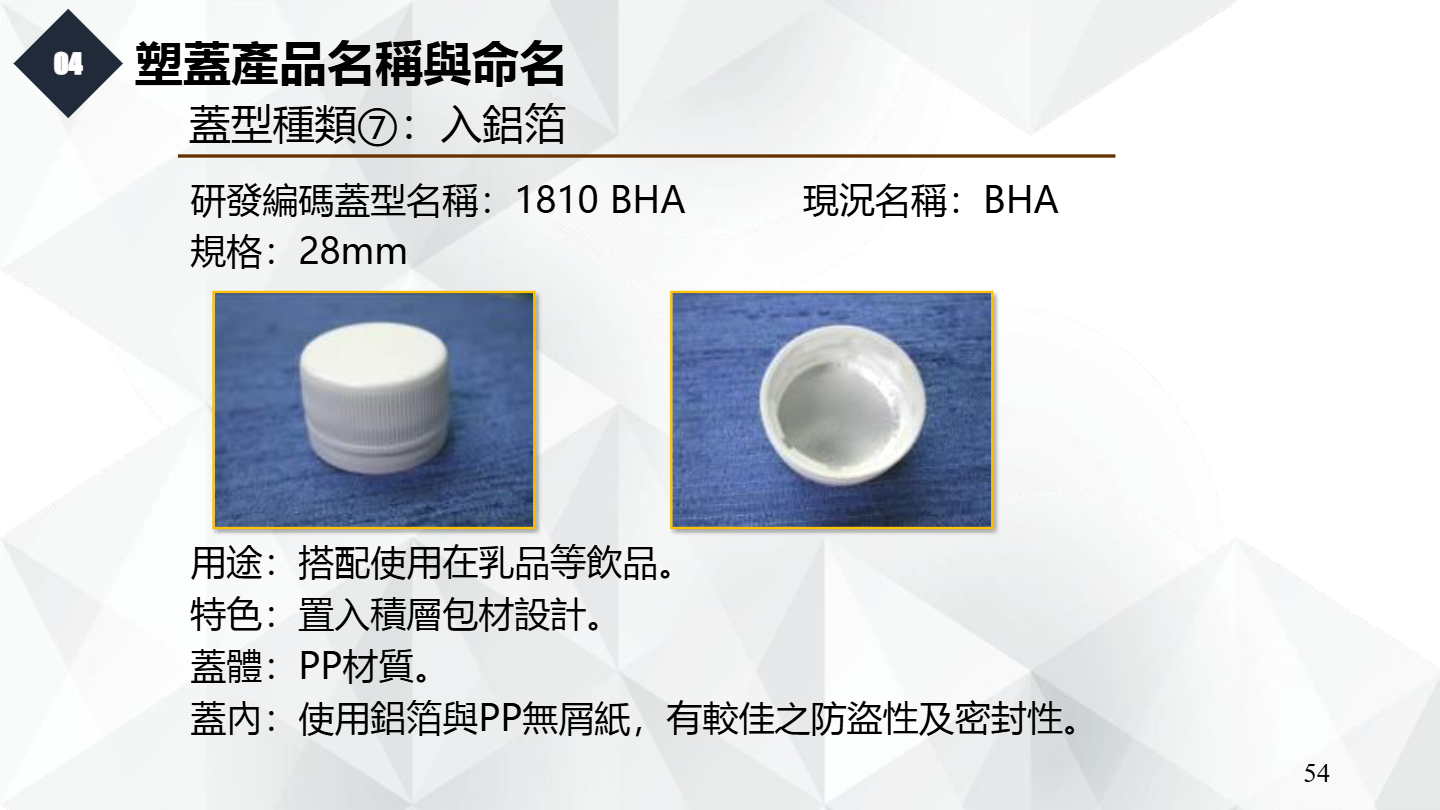 04
塑蓋產品名稱與命名
蓋型種類⑦：入鋁箔
研發編碼蓋型名稱：1810 BHA 現況名稱：BHA
規格：28mm
用途：搭配使用在乳品等飲品。
特色：置入積層包材設計。
蓋體：PP材質。
蓋內：使用鋁箔與PP無屑紙，有較佳之防盜性及密封性。
54